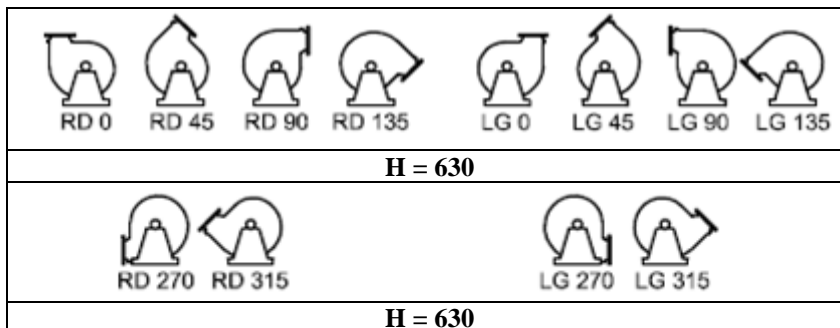 RD 0 RD 45 RD 90 RD 135 LG 0 LG 45 LG 90 LG 135
H = 630
RD 270 RD 315 LG 270 LG 315
H = 630